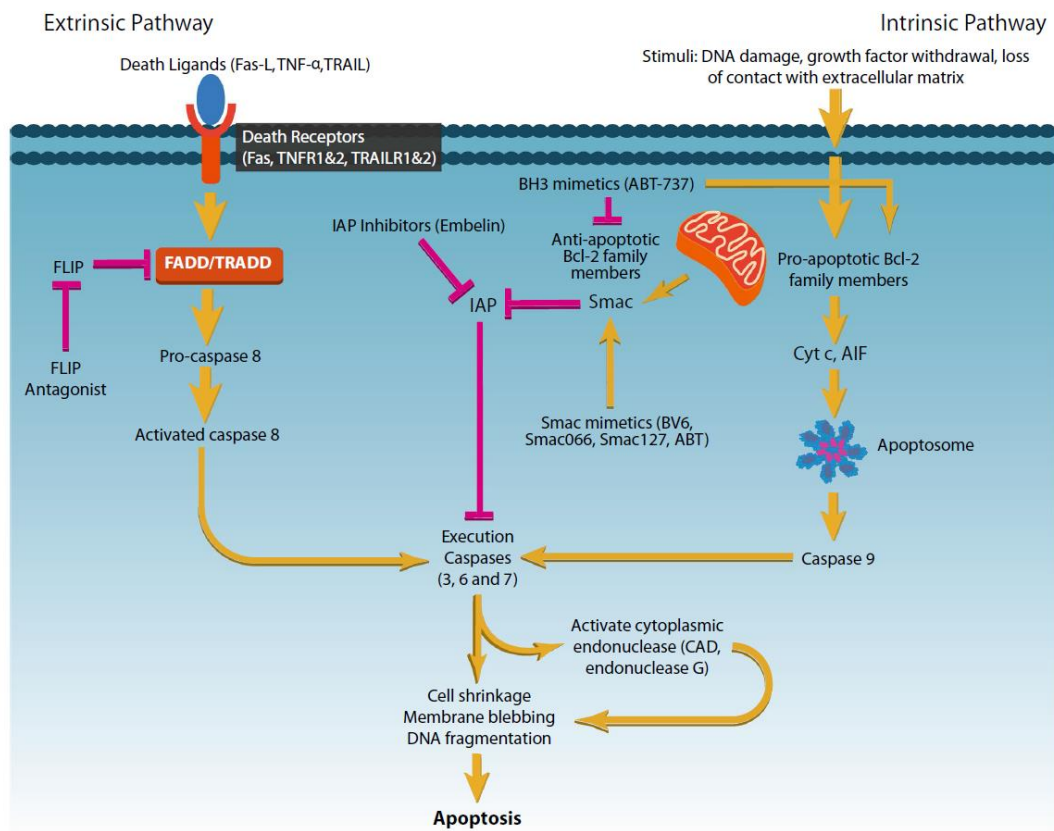 Extrinsic Pathway
Intrinsic Pathway
Death Ligands (Fas-L,TNF-α,TRAIL)
Stimuli: DNA damage, growth factor withdrawal, loss
of contact with extracellular matrix
Death Receptors
(Fas, TNFR1&2, TRAILR1&2)
BH3 mimetics (ABT-737)
IAP Inhibitors (Embelin)
Anti-apoptotic
Bcl-2 family
members
Pro-apoptotic Bcl-2
family members
FLIP
FADD/TRADD
IAP
Smac
Pro-caspase 8
Cyt c, AIF
FLIP
Antagonist
Activated caspase 8
Smac mimetics (BV6,
Smac066, Smac127, ABT)
Apoptosome
Execution
Caspases
(3, 6 and 7)
Caspase 9
Activate cytoplasmic
endonuclease (CAD,
endonuclease G)
Cell shrinkage
Membrane blebbing
DNA fragmentation
Apoptosis